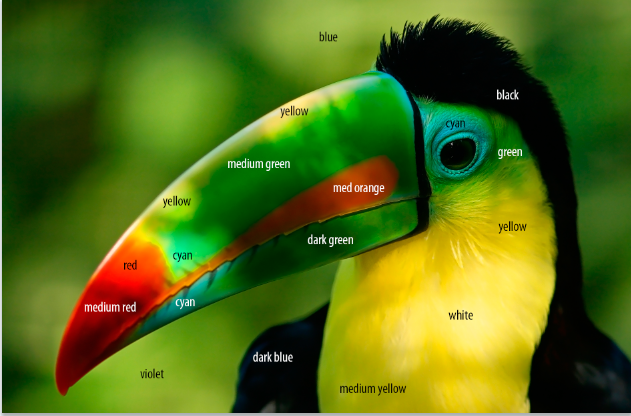 blue
black
yellow
cyan
green
medium green
med orange
yellow
yellow
dark green
cyan
red
cyan
medium red
white
dark blue
violet
medium yellow